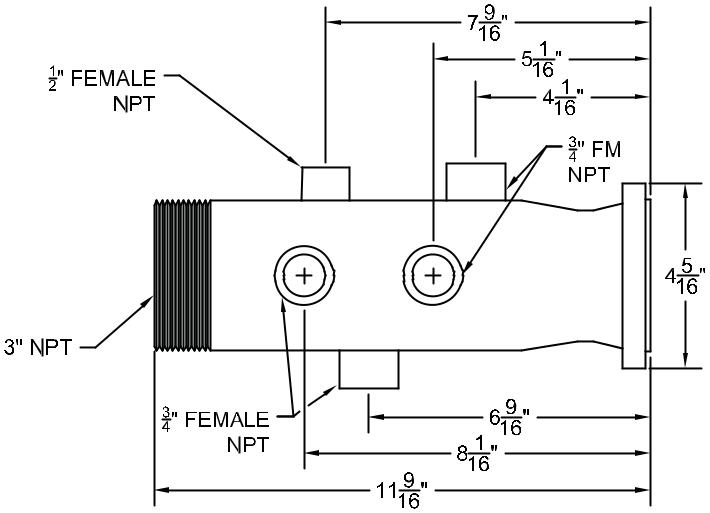 7 9/16"
5 1/16"
1/2" FEMALE
NPT
4 1/16"
3/4" FM
NPT
4 5/16"
3" NPT
3/4" FEMALE
NPT
6 9/16"
8 1/16"
11 9/16"